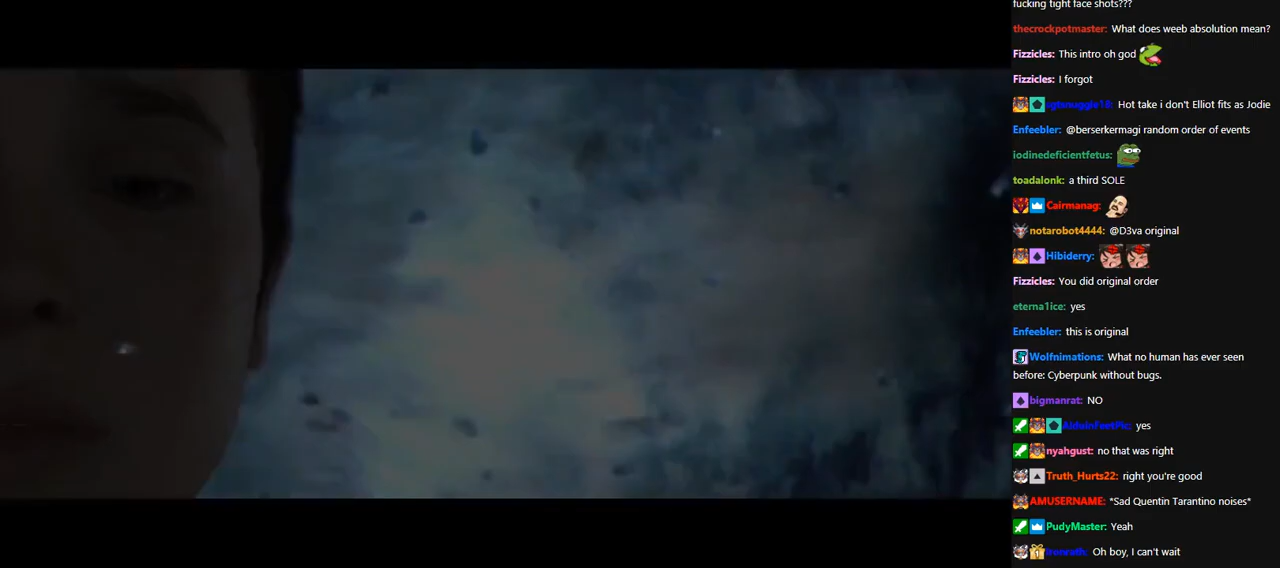 fucking tight face shots???
thecrockpotmaster: What does weeb absolution mean?
Fizzicles: This intro oh god
Fizzicles: I forgot
sgtsnuggle18: Hot take i don't Elliot fits as Jodie
Enfeebler: @berserkermagi random order of events
iodinedeficientfetus:
toadalonk: a third SOLE
Cairmanag:
notarobot4444: @D3va original
Hibiderry:
Fizzicles: You did original order
eterna1ice: yes
Enfeebler: this is original
Wolfnimations: What no human has ever seen
before: Cyberpunk without bugs.
bigmanrat: NO
AlduinFeetPic: yes
nyahgust: no that was right
Truth_Hurts22: right you're good
AMUSERNAME: *Sad Quentin Tarantino noises*
PudyMaster: Yeah
Ironrath: Oh boy, I can't wait